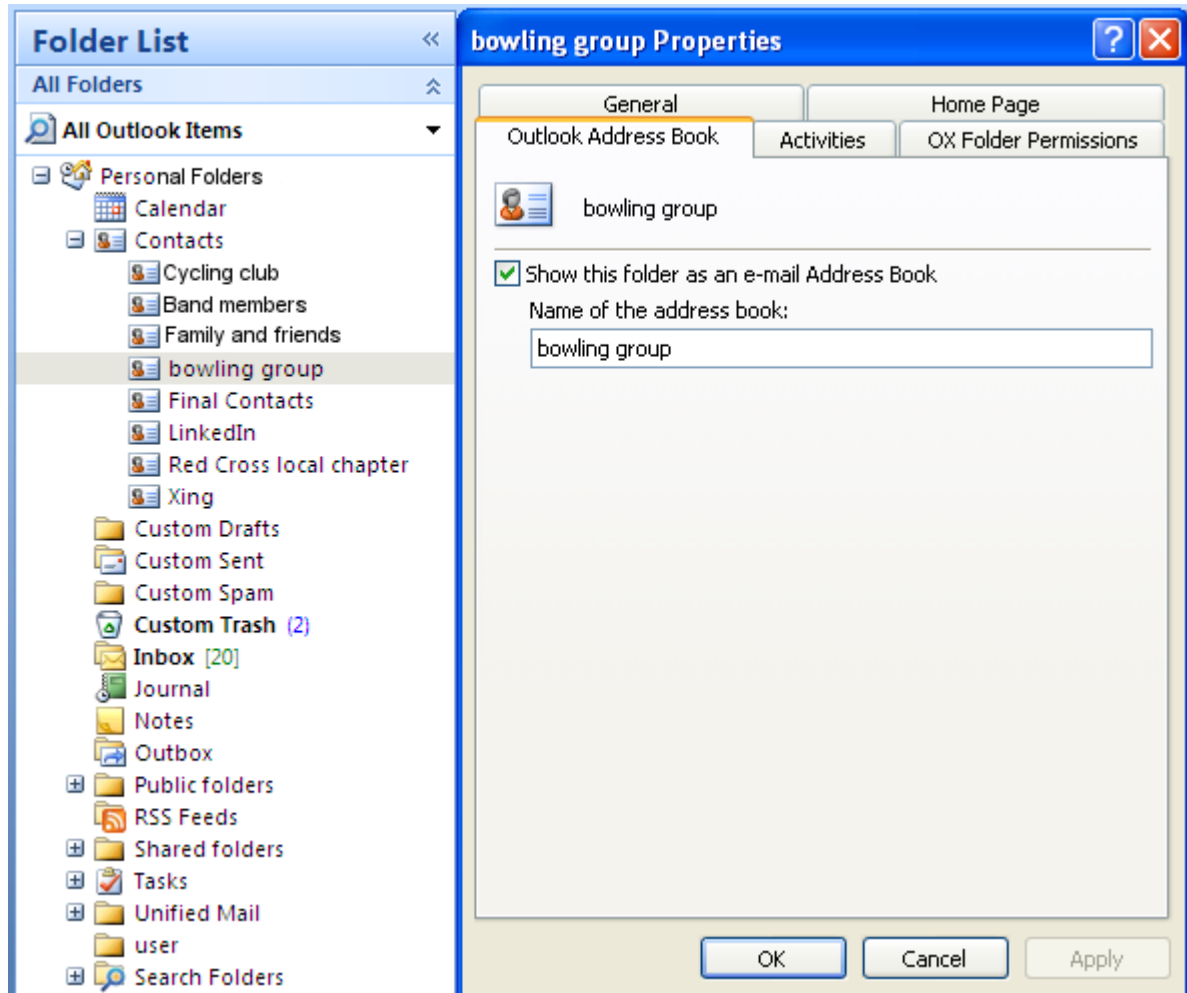 Folder List
All Folders
All Outlook Items
Personal Folders
Calendar
Contacts
Cycling club
Band members
Family and friends
bowling group
Final Contacts
LinkedIn
Red Cross local chapter
Xing
Custom Drafts
Custom Sent
Custom Spam
Custom Trash (2)
Inbox [20]
Journal
Notes
Outbox
Public folders
RSS Feeds
Shared folders
Tasks
Unified Mail
user
Search Folders
bowling group Properties
General
Home Page
Outlook Address Book
Activities
OX Folder Permissions
bowling group
Show this folder as an e-mail Address Book
Name of the address book:
bowling group
OK
Cancel
Apply